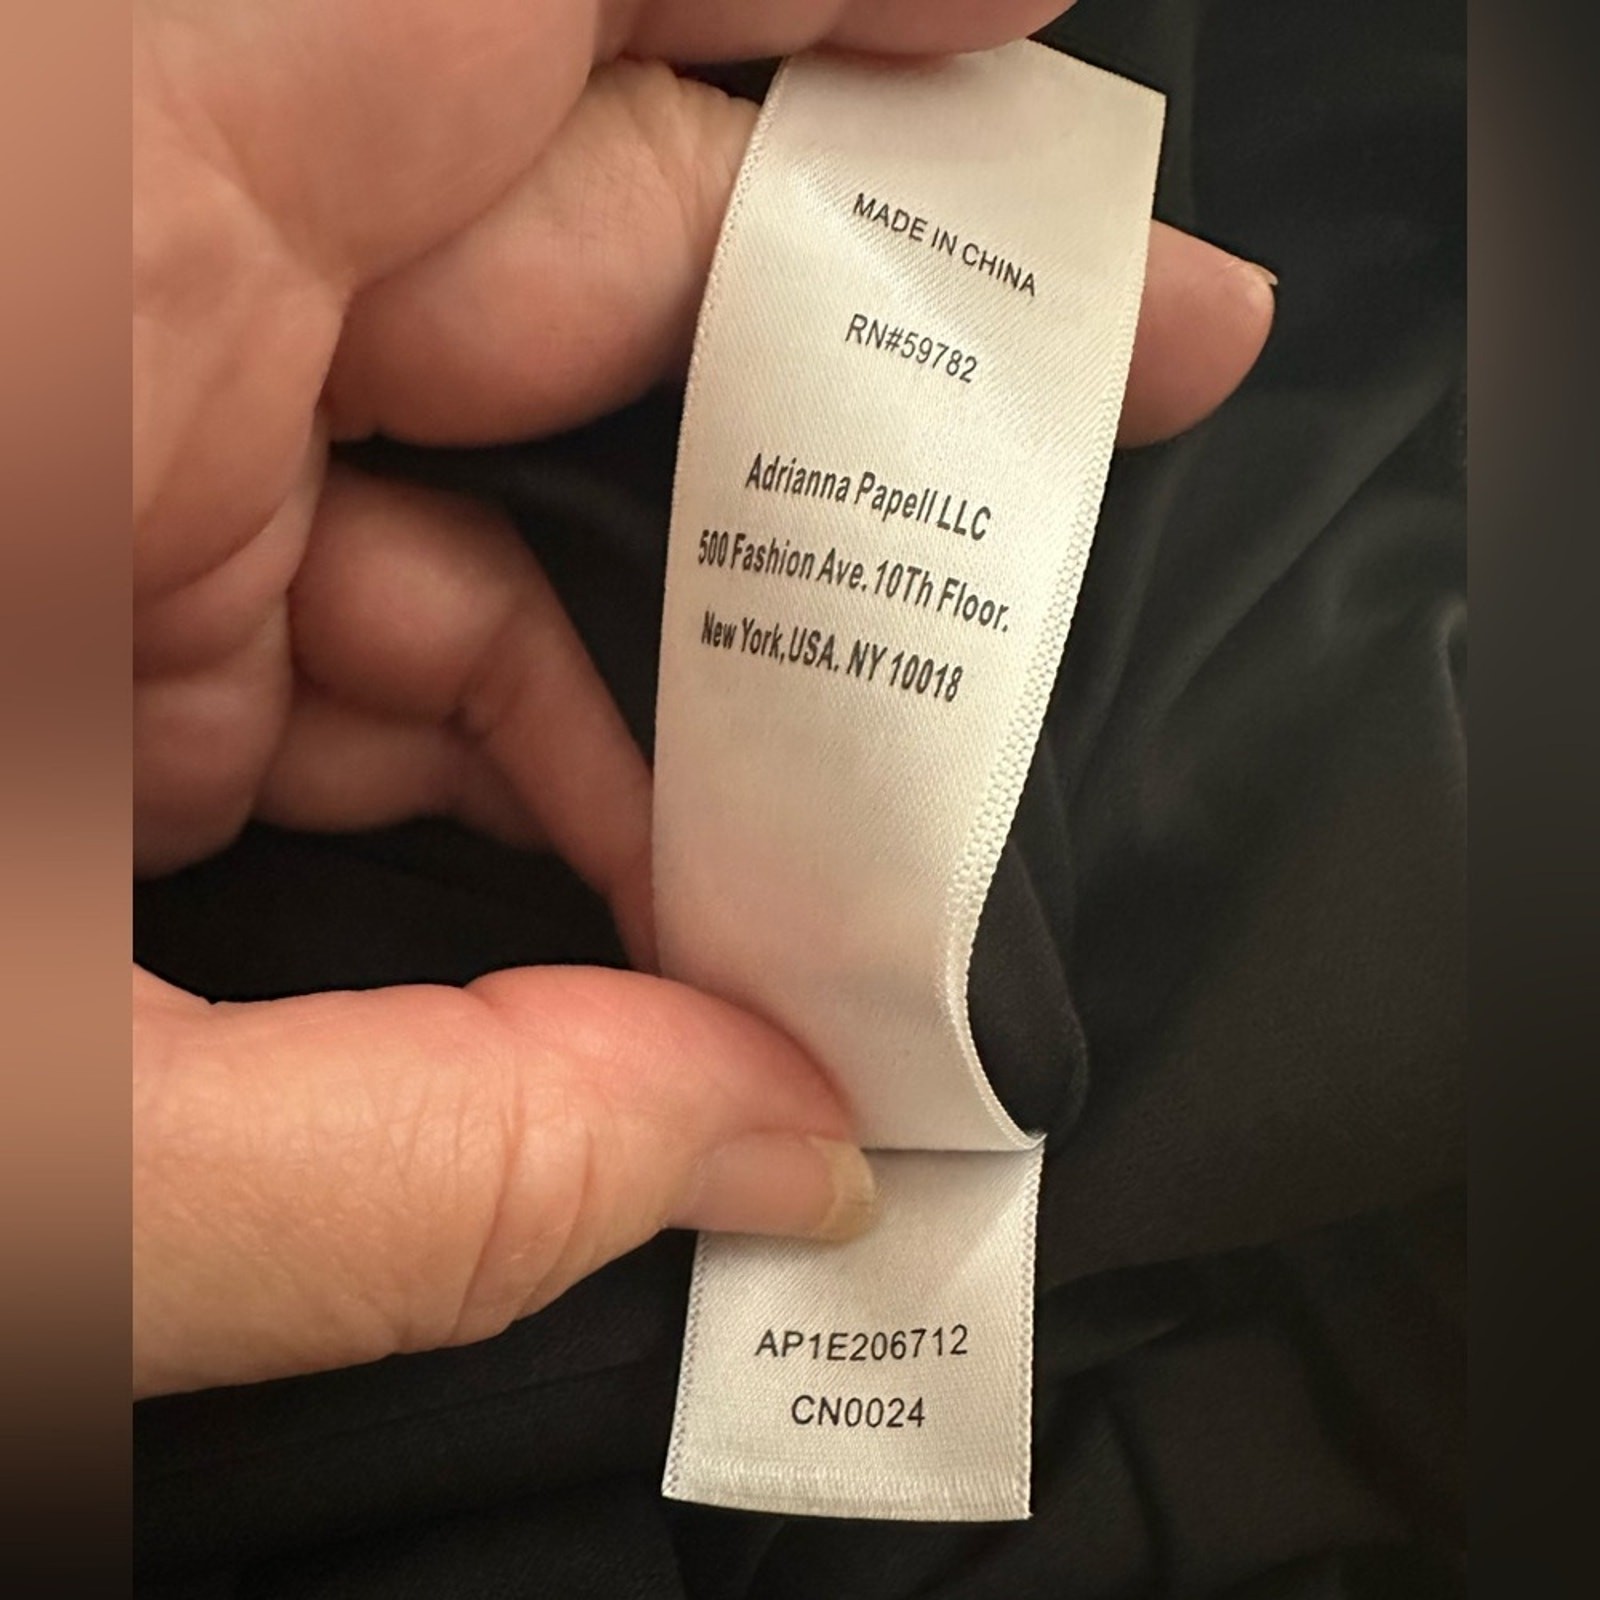 MADE IN CHINA
RN#59782
Adrianna Papell LLC
500 Fashion Ave. 10Th Floor.
New York,USA. NY 10018
AP1E206712
CN0024